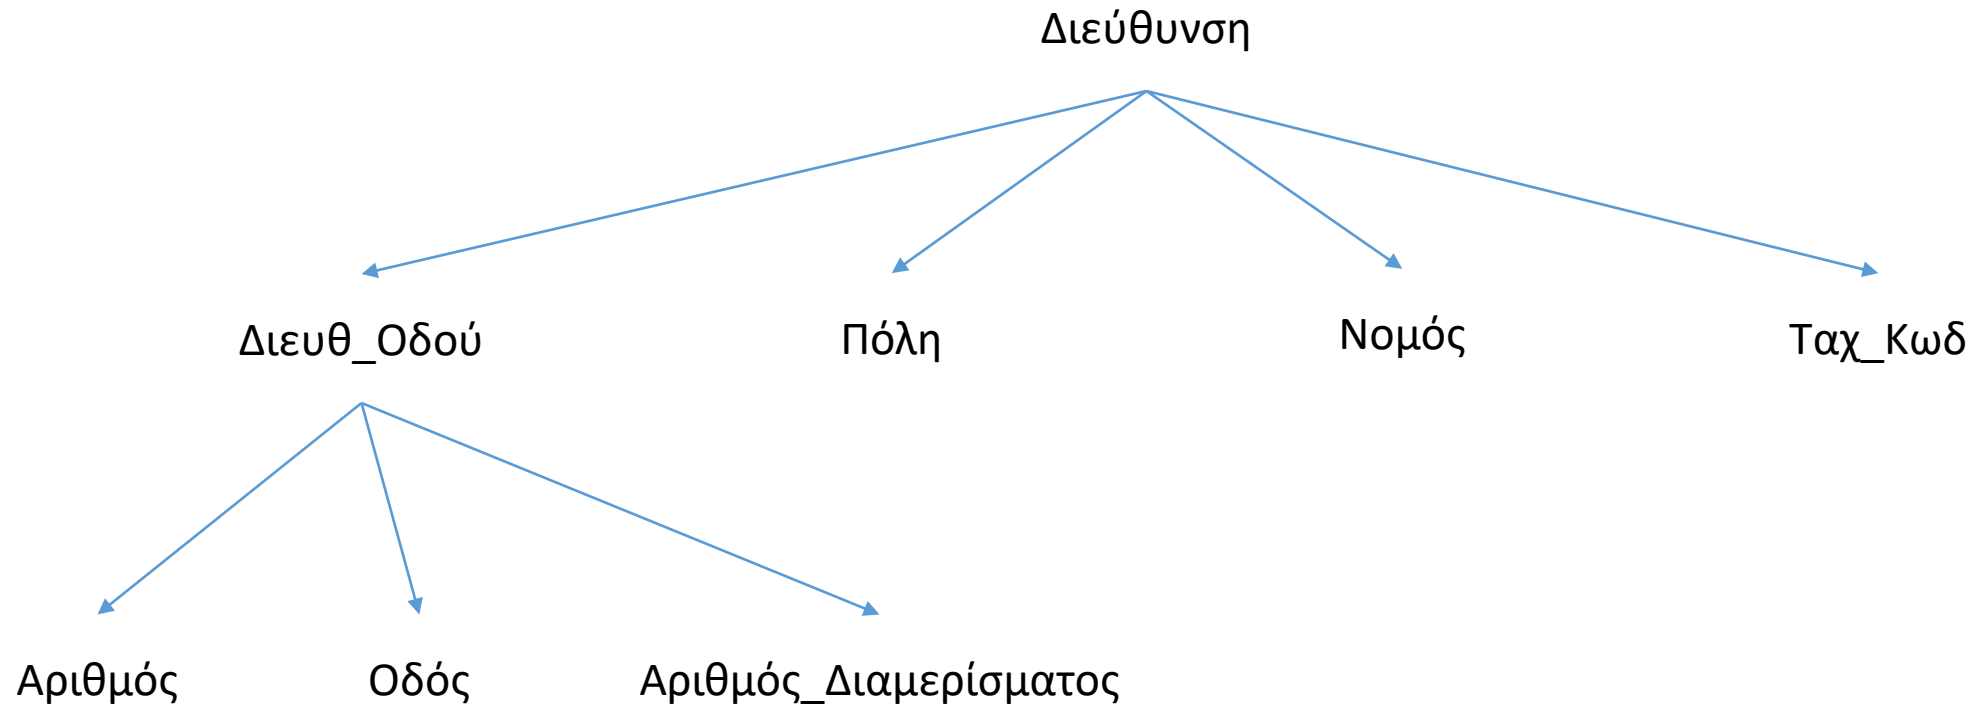 Διεύθυνση
Διευθ_Οδού Πόλη Νομός Ταχ_Κωδ
Αριθμός Οδός Αριθμός_Διαμερίσματος